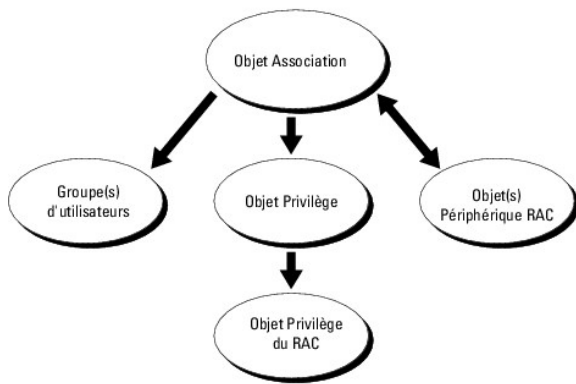 Objet Association
Groupe(s)
d'utilisateurs
Objet Privilège
Objet(s)
Périphérique RAC
Objet Privilège
du RAC